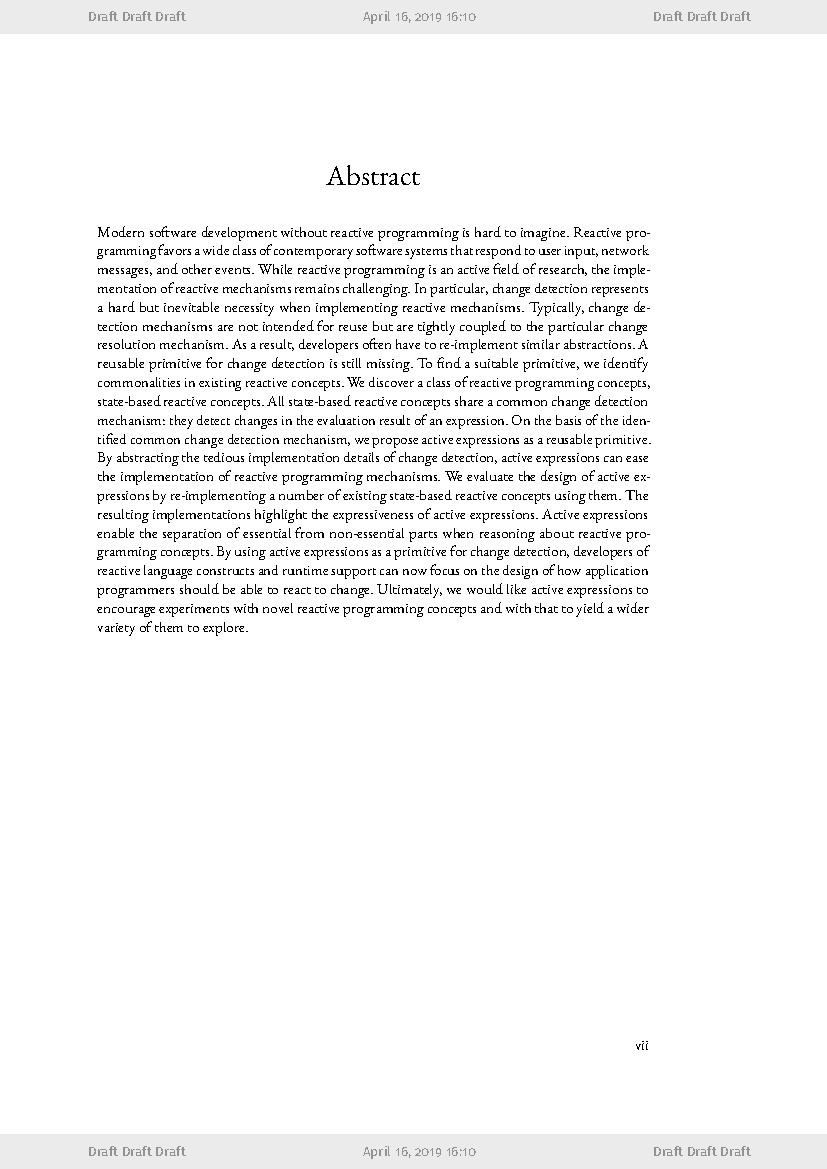 Draft Draft Draft April 16, 2019 16:10 Draft Draft Draft
Abstract
Modern software development without reactive programming is hard to imagine. Reactive pro-
gramming favors a wide class of contemporary software systems that respond to user input, network
messages, and other events. While reactive programming is an active field of research, the imple-
mentation of reactive mechanisms remains challenging. In particular, change detection represents
a hard but inevitable necessity when implementing reactive mechanisms. Typically, change de-
tection mechanisms are not intended for reuse but are tightly coupled to the particular change
resolution mechanism. As a result, developers often have to re-implement similar abstractions. A
reusable primitive for change detection is still missing. To find a suitable primitive, we identify
commonalities in existing reactive concepts. We discover a class of reactive programming concepts,
state-based reactive concepts. All state-based reactive concepts share a common change detection
mechanism: they detect changes in the evaluation result of an expression. On the basis of the iden-
tified common change detection mechanism, we propose active expressions as a reusable primitive.
By abstracting the tedious implementation details of change detection, active expressions can ease
the implementation of reactive programming mechanisms. We evaluate the design of active ex-
pressions by re-implementing a number of existing state-based reactive concepts using them. The
resulting implementations highlight the expressiveness of active expressions. Active expressions
enable the separation of essential from non-essential parts when reasoning about reactive pro-
gramming concepts. By using active expressions as a primitive for change detection, developers of
reactive language constructs and runtime support can now focus on the design of how application
programmers should be able to react to change. Ultimately, we would like active expressions to
encourage experiments with novel reactive programming concepts and with that to yield a wider
variety of them to explore.
vii
Draft Draft Draft April 16, 2019 16:10 Draft Draft Draft